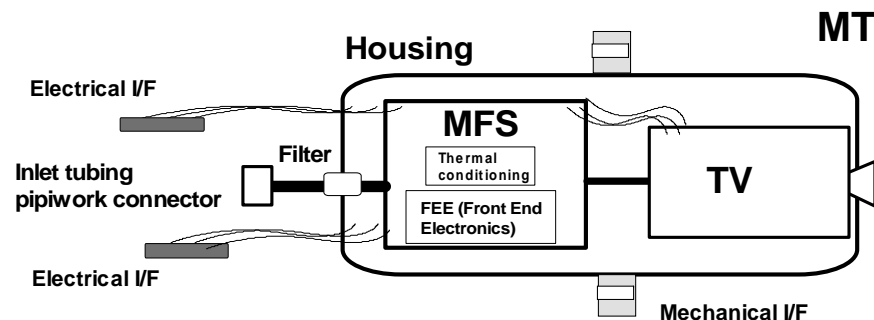 MT
Housing
Electrical I/F
MFS
Filter
Thermal
conditioning
Inlet tubing
pipiwork connector
TV
FEE (Front End
Electronics)
Electrical I/F
Mechanical I/F